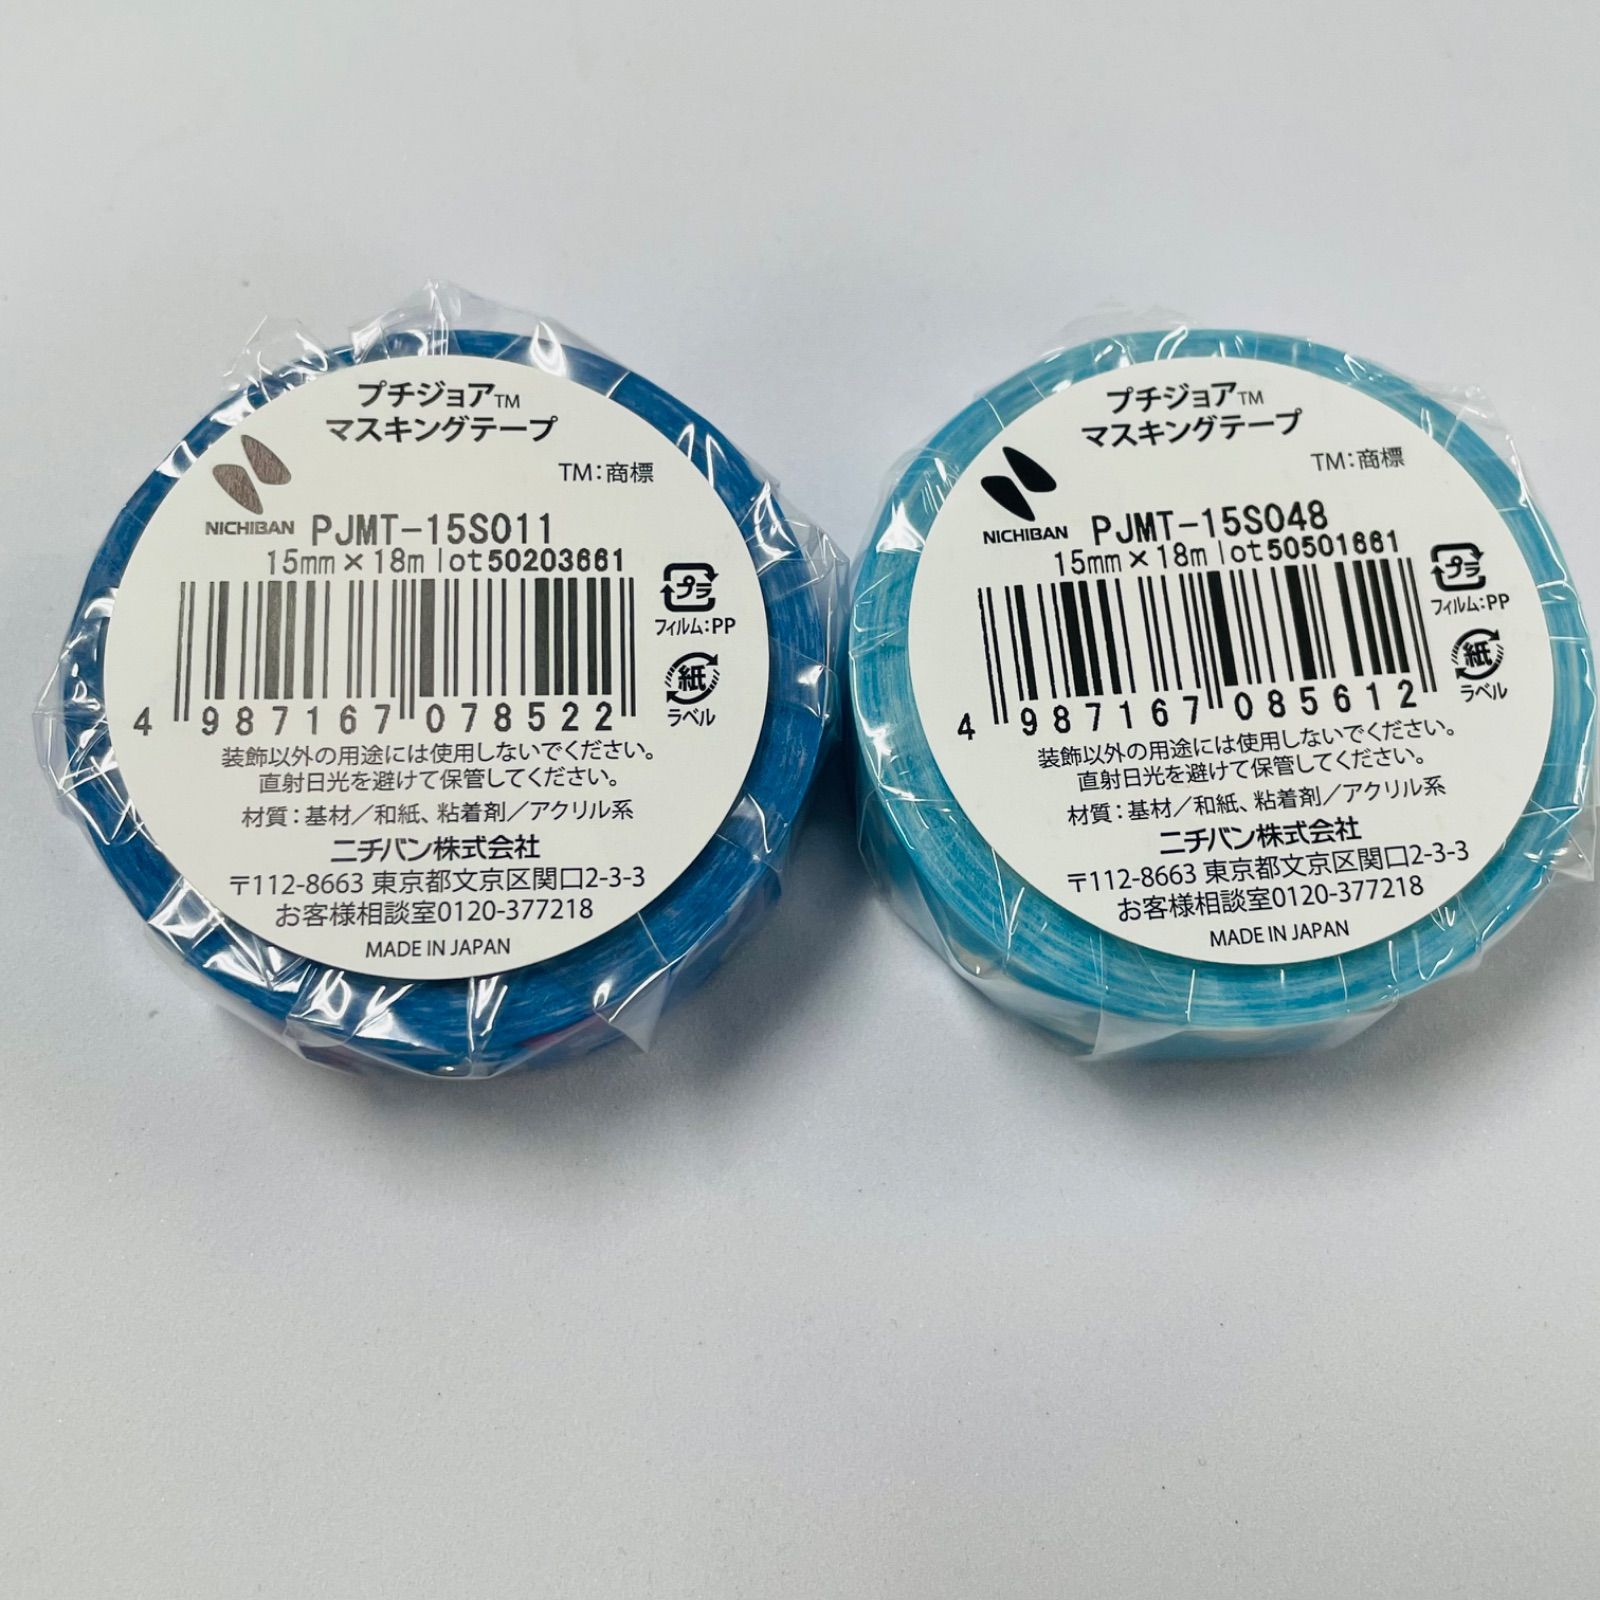 プチジョア™
マスキングテープ
TM：商標
NICHIBAN
PJMT-15S011
15mm×18m lot50203661
プラ
フィルム：PP
紙
ラベル
4 987167 078522
装飾以外の用途には使用しないでください。
直射日光を避けて保管してください。
材質：基材／和紙、粘着剤／アクリル系
ニチバン株式会社
〒112-8663 東京都文京区関口2-3-3
お客様相談室0120-377218
MADE IN JAPAN
プチジョア™
マスキングテープ
TM：商標
NICHIBAN
PJMT-15S048
15mm×18m lot50501661
プラ
フィルム：PP
紙
ラベル
4 987167 085612
装飾以外の用途には使用しないでください。
直射日光を避けて保管してください。
材質：基材／和紙、粘着剤／アクリル系
ニチバン株式会社
〒112-8663 東京都文京区関口2-3-3
お客様相談室0120-377218
MADE IN JAPAN